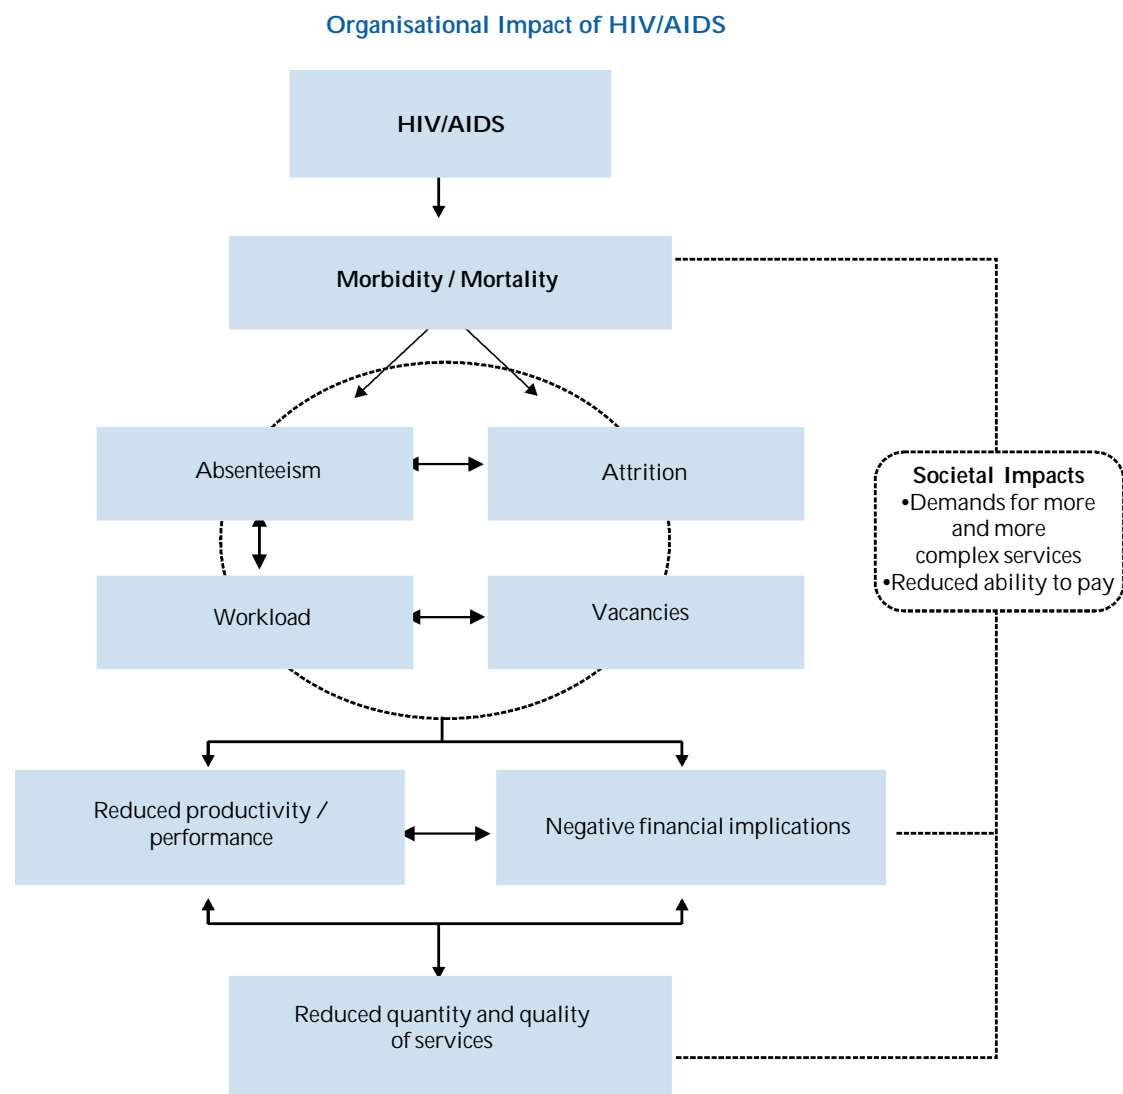 Organisational Impact of HIV/AIDS
HIV/AIDS
Morbidity / Mortality
Absenteeism
Attrition
Societal Impacts
•Demands for more
and more
complex services
•Reduced ability to pay
Workload
Vacancies
Reduced productivity /
performance
Negative financial implications
Reduced quantity and quality
of services